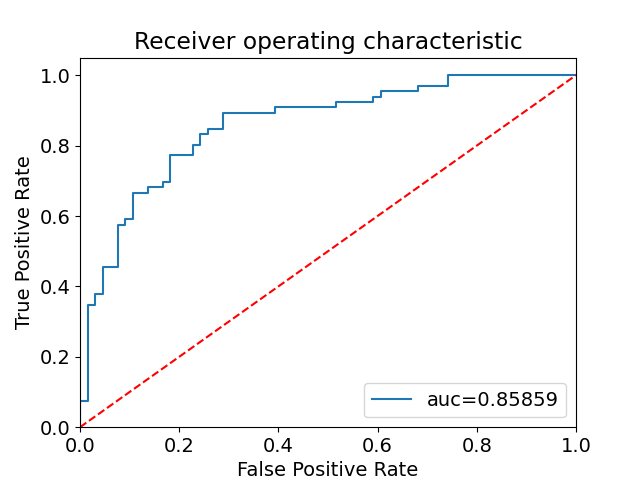 Receiver operating characteristic
True Positive Rate
1.0
0.8
0.6
0.4
0.2
0.0
auc=0.85859
0.0 0.2 0.4 0.6 0.8 1.0
False Positive Rate